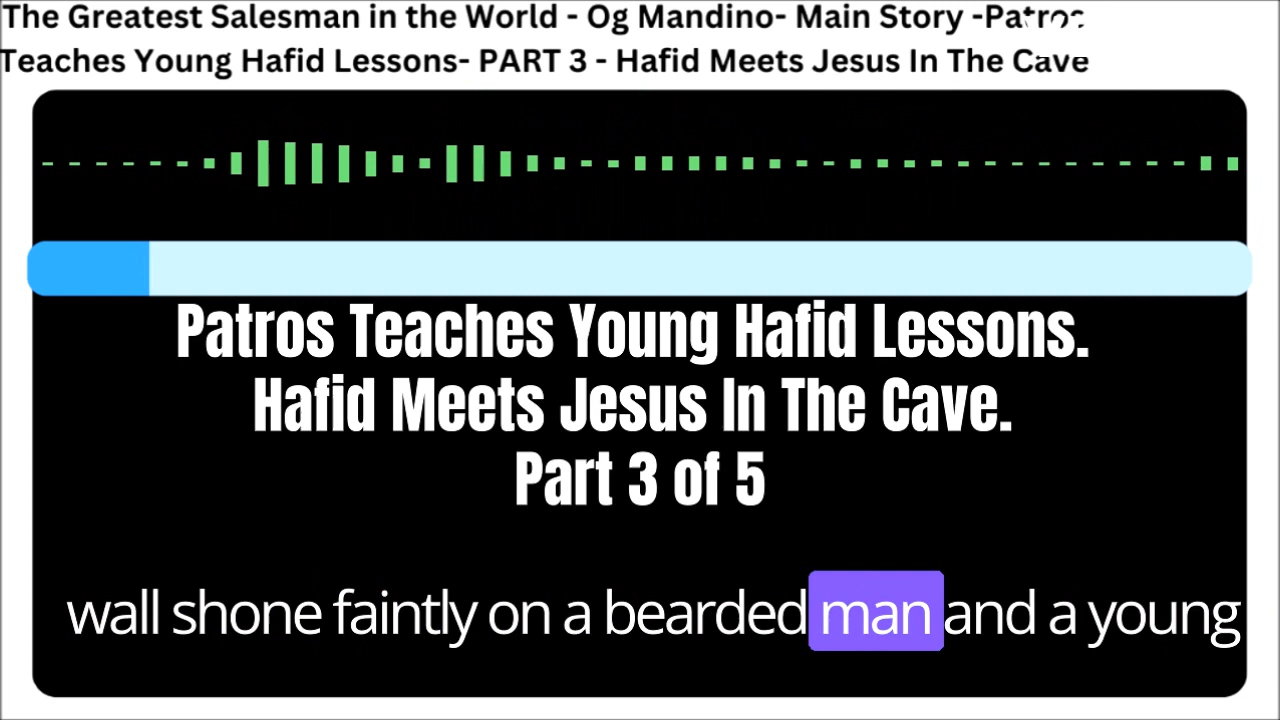 The Greatest Salesman in the World - Og Mandino- Main Story -Patros
Teaches Young Hafid Lessons- PART 3 - Hafid Meets Jesus In The Cave
Patros Teaches Young Hafid Lessons.
Hafid Meets Jesus In The Cave.
Part 3 of 5
wall shone faintly on a bearded man and a young